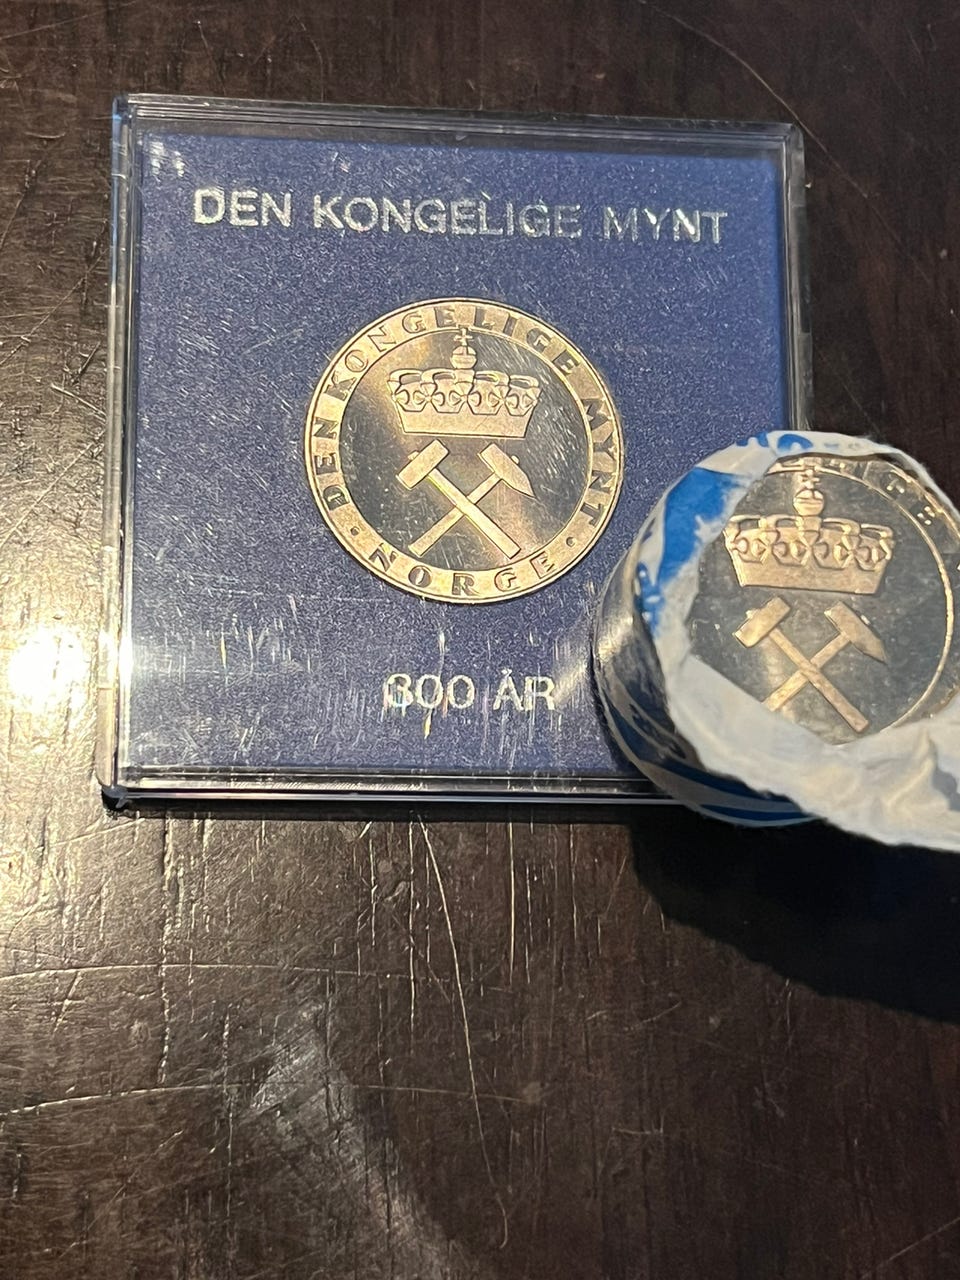 DEN KONGELIGE MYNT
DEN KONGELIGE MYNT
· NORGE ·
300 ÅR